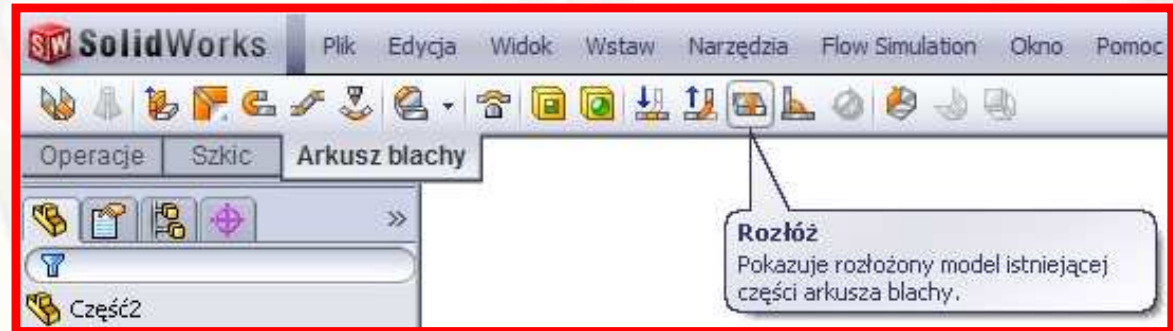 SolidWorks Plik Edycja Widok Wstaw Narzędzia Flow Simulation Okno Pomoc
Operacje Szkic Arkusz blachy
Rozłóż
Pokazuje rozłożony model istniejącej
części arkusza blachy.
Część2